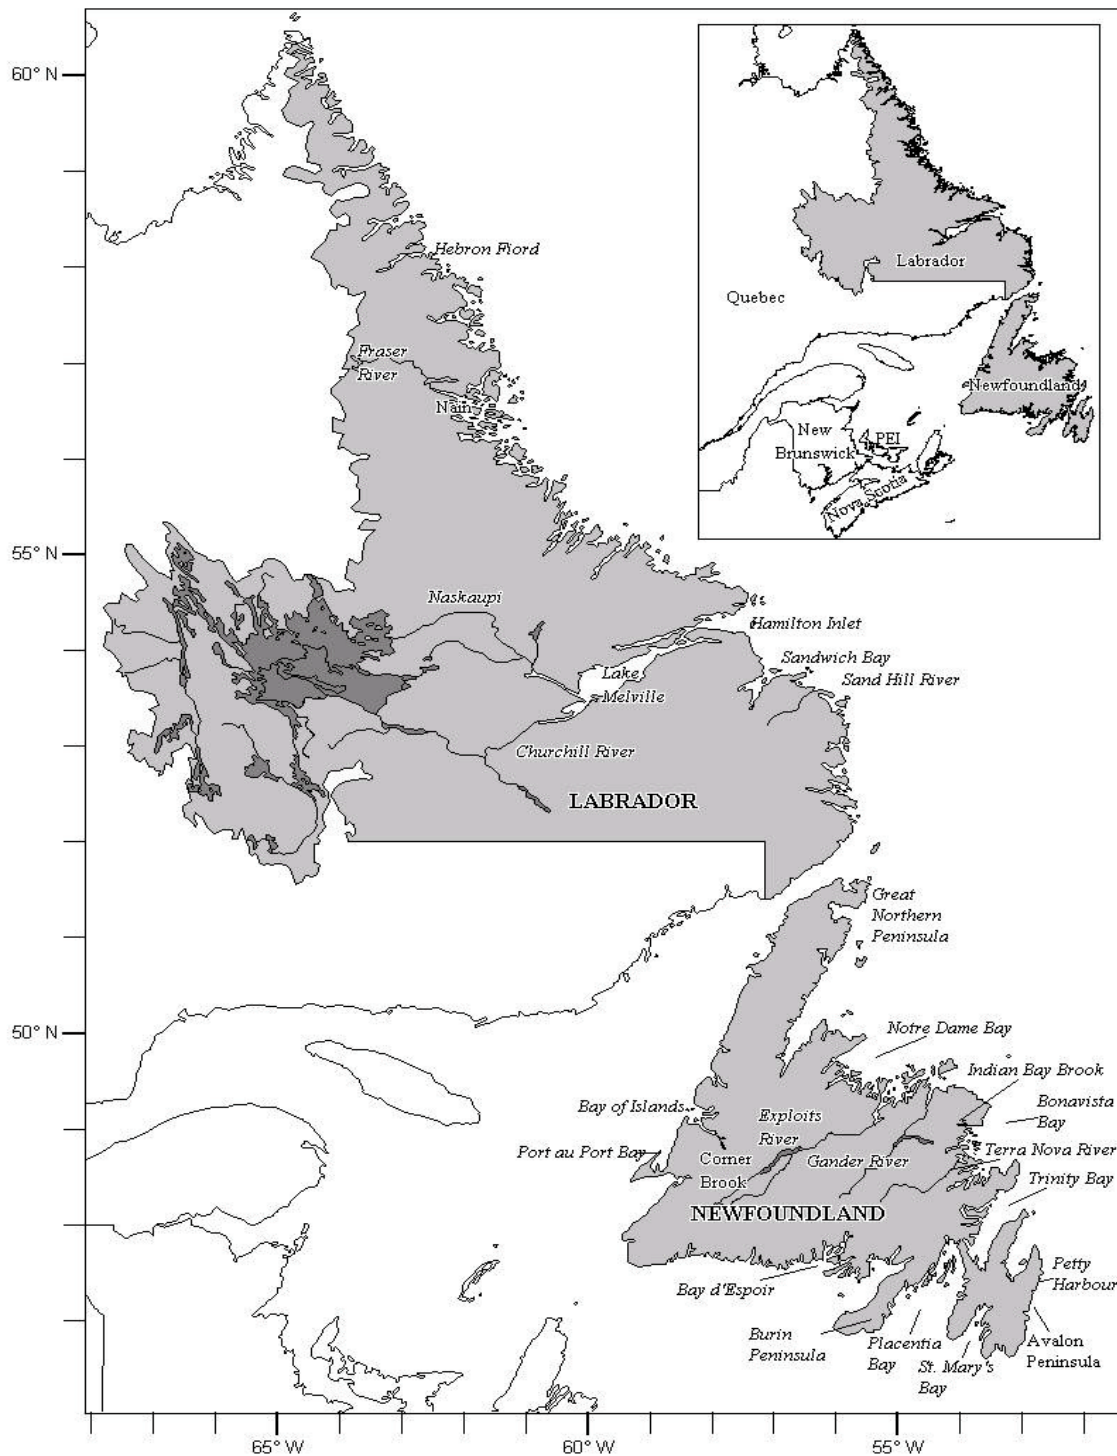 60° N
Hebron Fiord
Fraser
River
Nain
55° N
Naskaupi
Hamilton Inlet
Sandwich Bay
Lake
Melville
Sand Hill River
Churchill River
LABRADOR
Great
Northern
Peninsula
50° N
Notre Dame Bay
Indian Bay Brook
Bay of Islands
Exploits
River
Bonavista
Bay
Port au Port Bay
Corner
Brook
Gander River
Terra Nova River
Trinity Bay
NEWFOUNDLAND
Petty
Harbour
Bay d'Espoir
Burin
Peninsula
Placentia
Bay
St. Mary's
Bay
Avalon
Peninsula
65° W
60° W
55° W
Labrador
Quebec
Newfoundland
New
Brunswick
PEI
Nova Scotia